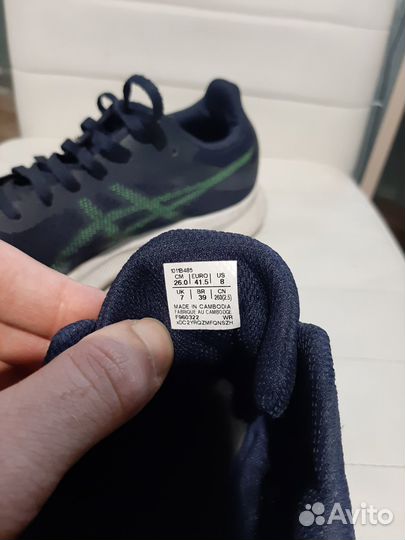 1011B485
CM EURO US
26.0 41.5 8
UK BR CN
7 39 260(2.5)
MADE IN CAMBODIA
FABRIQUE AU CAMBODGE
F960322 WR
Avito